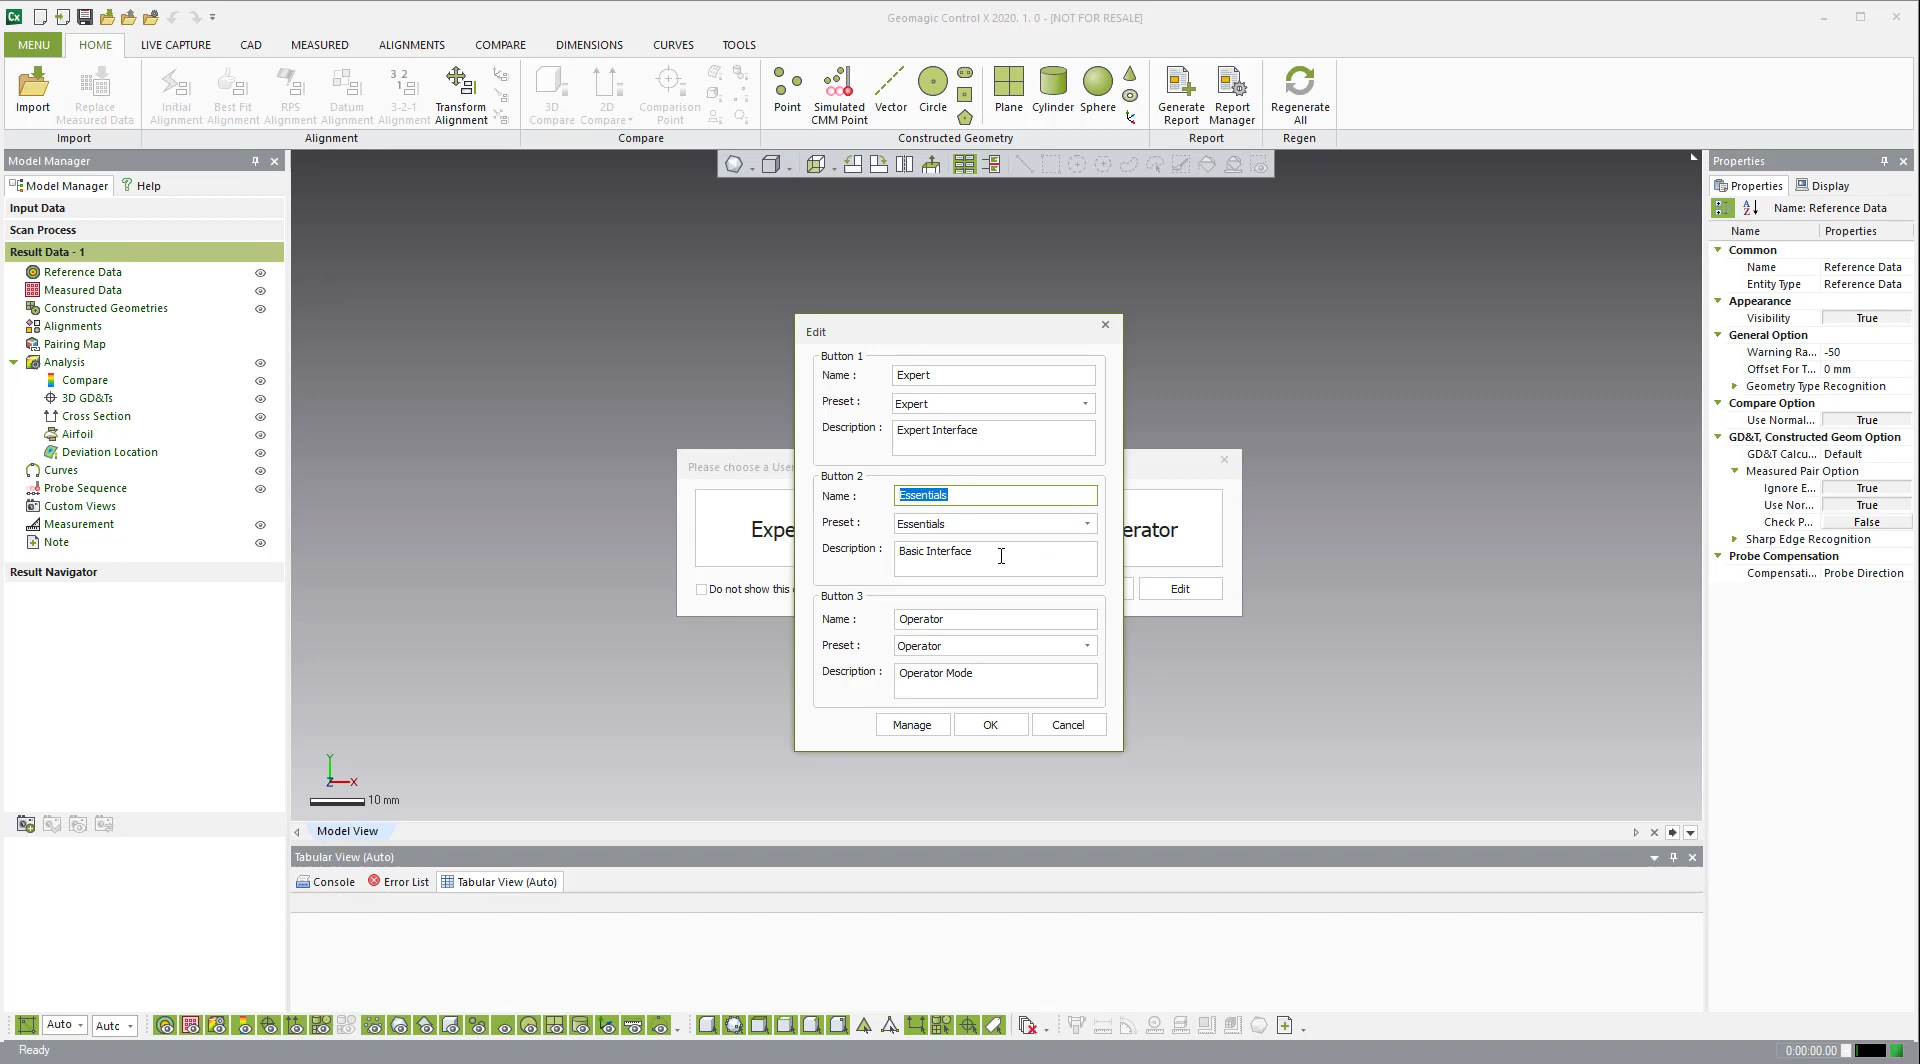 Cx
Geomagic Control X 2020. 1. 0 - [NOT FOR RESALE]
MENU HOME LIVE CAPTURE CAD MEASURED ALIGNMENTS COMPARE DIMENSIONS CURVES TOOLS
Import
Replace Measured Data
Initial Alignment
Best Fit Alignment
RPS Alignment
Datum Alignment
3 2 1
3-2-1 Alignment
Transform Alignment
3D Compare
2D Compare
Comparison Point
Point
Simulated CMM Point
Vector
Circle
Plane
Cylinder
Sphere
Generate Report
Report Manager
Regenerate All
Import Alignment Compare Constructed Geometry Report Regen
Model Manager
Model Manager Help
Input Data
Scan Process
Result Data - 1
Reference Data
Measured Data
Constructed Geometries
Alignments
Pairing Map
Analysis
Compare
3D GD&Ts
Cross Section
Airfoil
Deviation Location
Curves
Probe Sequence
Custom Views
Measurement
Note
Result Navigator
Please choose a User
Expe
erator
Do not show this
Edit
Edit
Button 1
Name : Expert
Preset : Expert
Description : Expert Interface
Button 2
Name : Essentials
Preset : Essentials
Description : Basic Interface
Button 3
Name : Operator
Preset : Operator
Description : Operator Mode
Manage OK Cancel
Y
Z X
10 mm
Model View
Tabular View (Auto)
Console Error List Tabular View (Auto)
Properties
Properties Display
Name: Reference Data
Name Properties
Common
Name Reference Data
Entity Type Reference Data
Appearance
Visibility True
General Option
Warning Ra... -50
Offset For T... 0 mm
Geometry Type Recognition
Compare Option
Use Normal... True
GD&T, Constructed Geom Option
GD&T Calcu... Default
Measured Pair Option
Ignore E... True
Use Nor... True
Check P... False
Sharp Edge Recognition
Probe Compensation
Compensati... Probe Direction
Auto Autc
Ready
0:00:00.00